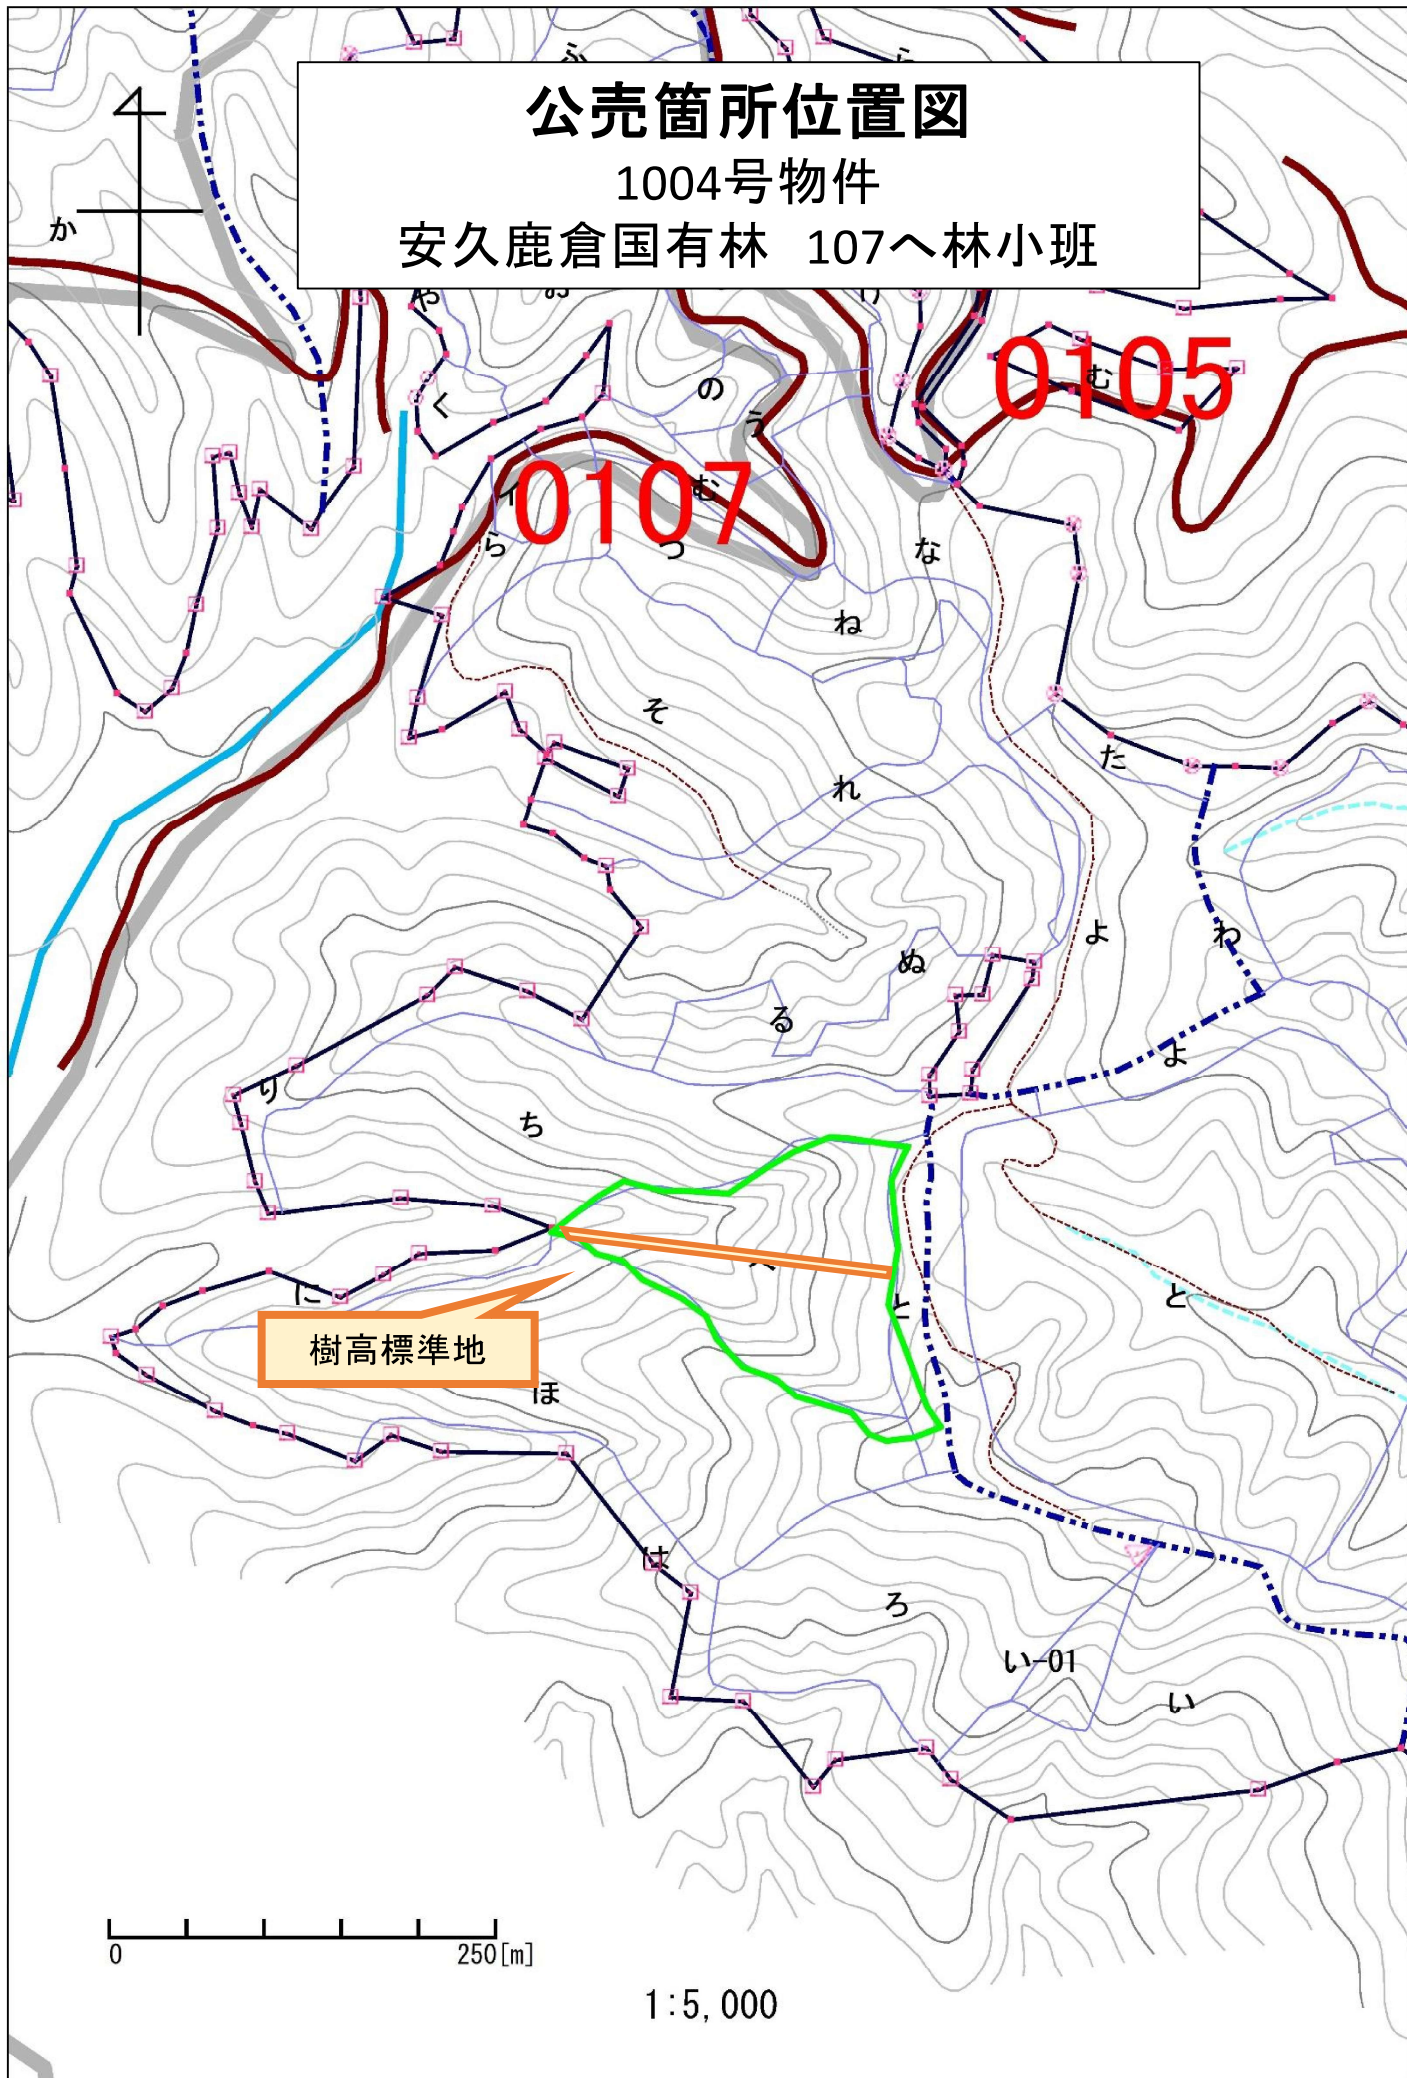 公売箇所位置図
1004号物件
安久鹿倉国有林 107へ林小班
か
や
く
の
う
0105
む
0107
イ
む
ら
つ
な
ね
そ
れ
た
よ
わ
ぬ
る
よ
り
ち
に
と
と
樹高標準地
ほ
は
ろ
い-01
い
0
250[m]
1:5,000